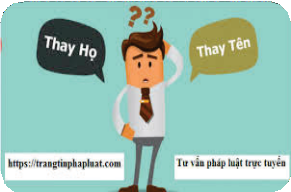 ??
Thay Họ
Thay Tên
https://trangtinphapluat.com
Tư vấn pháp luật trực tuyến